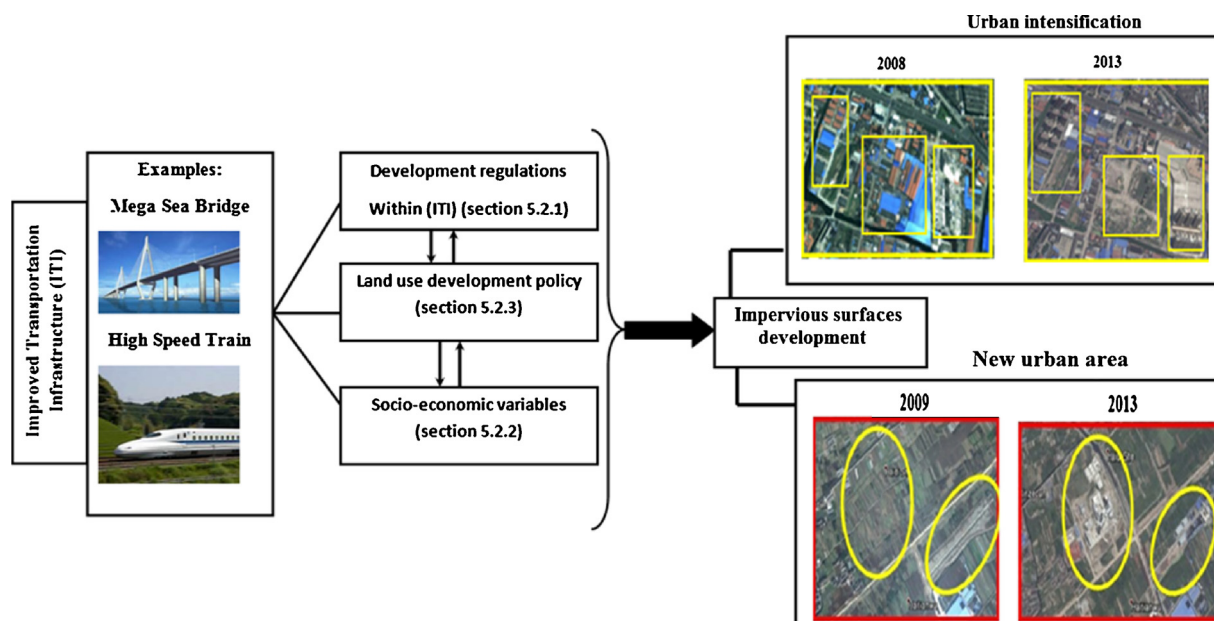 Improved Transportation
Infrastructure (ITI)
Examples:
Mega Sea Bridge
High Speed Train
Development regulations
Within (ITI) (section 5.2.1)
Land use development policy
(section 5.2.3)
Socio-economic variables
(section 5.2.2)
Impervious surfaces
development
Urban intensification
2008
2013
New urban area
2009
2013